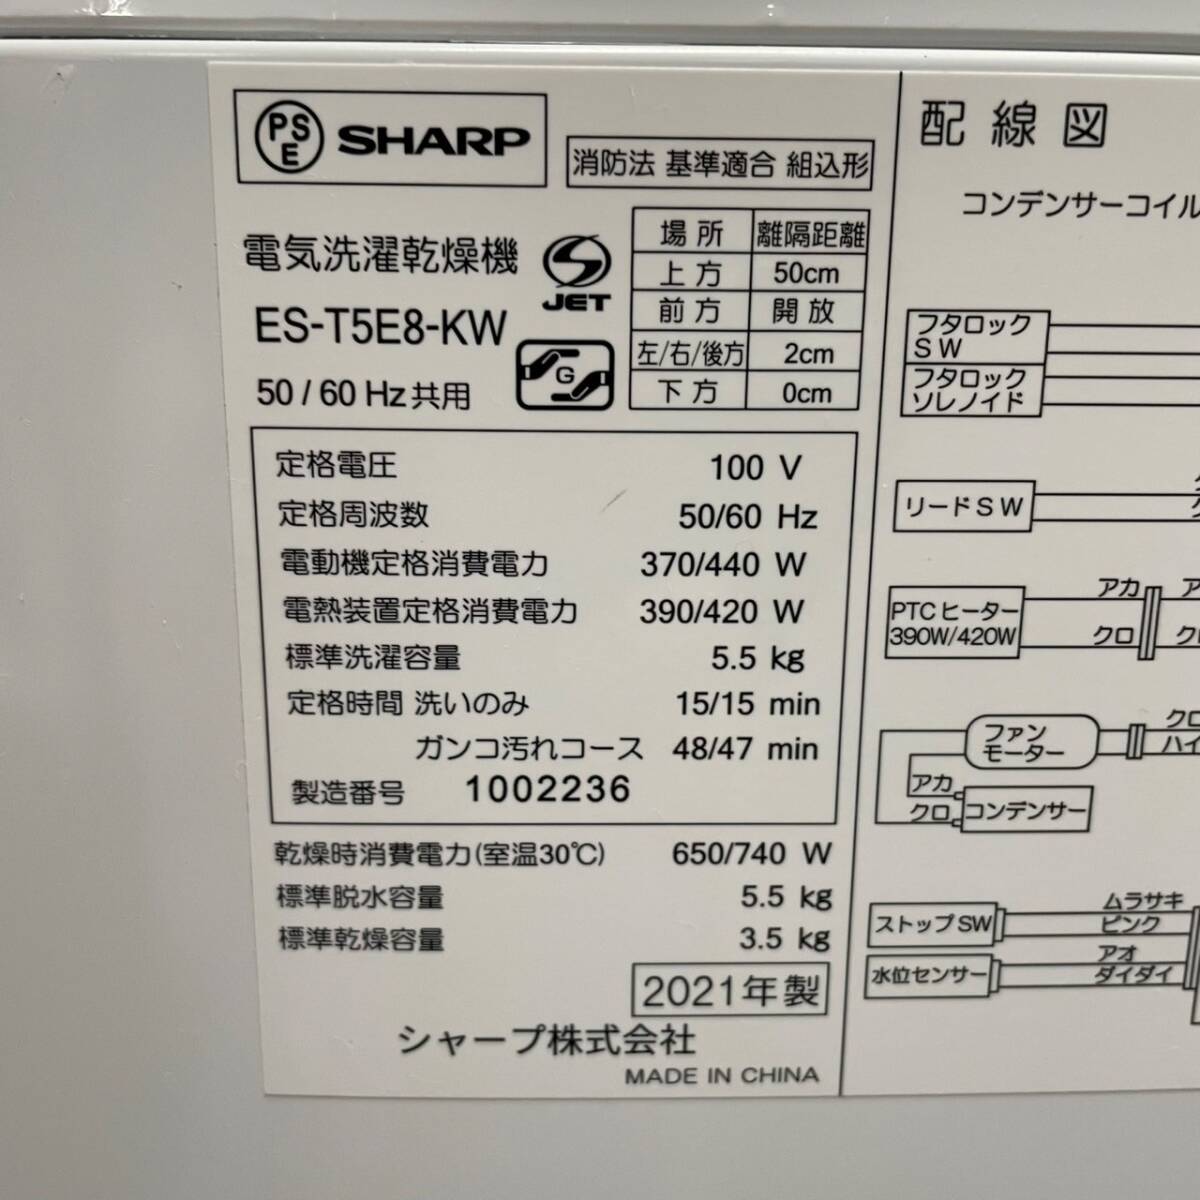 PSE SHARP
消防法 基準適合 組込形
電気洗濯乾燥機
ES-T5E8-KW
50 / 60 Hz共用
JET
G
場所 離隔距離
上方 50cm
前方 開放
左/右/後方 2cm
下方 0cm
定格電圧 100 V
定格周波数 50/60 Hz
電動機定格消費電力 370/440 W
電熱装置定格消費電力 390/420 W
標準洗濯容量 5.5 kg
定格時間 洗いのみ 15/15 min
ガンコ汚れコース 48/47 min
製造番号 1002236
乾燥時消費電力(室温30℃) 650/740 W
標準脱水容量 5.5 kg
標準乾燥容量 3.5 kg
2021年製
シャープ株式会社
MADE IN CHINA
配線図
コンデンサーコイル
フタロック
SW
フタロック
ソレノイド
リードSW
PTCヒーター
390W/420W
アカ
クロ
ファン
モーター
クロ
ハイ
アカ
クロ
コンデンサー
ストップSW
ムラサキ
ピンク
水位センサー
アオ
ダイダイ